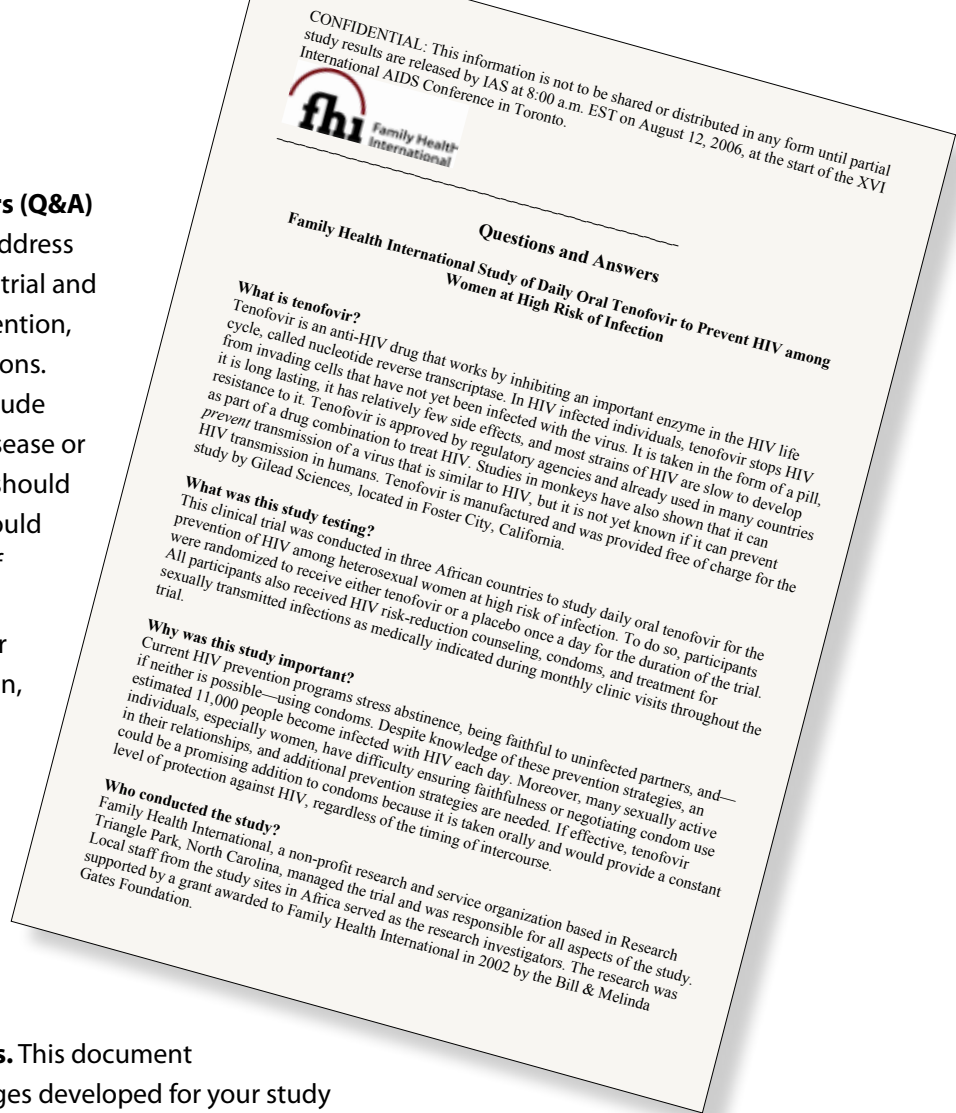 CONFIDENTIAL: This information is not to be shared or distributed in any form until partial
study results are released by IAS at 8:00 a.m. EST on August 12, 2006, at the start of the XVI
International AIDS Conference in Toronto.
fhi Family Health
International
Questions and Answers
Family Health International Study of Daily Oral Tenofovir to Prevent HIV among
Women at High Risk of Infection
What is tenofovir?
Tenofovir is an anti-HIV drug that works by inhibiting an important enzyme in the HIV life
cycle, called nucleotide reverse transcriptase. In HIV infected individuals, tenofovir stops HIV
from invading cells that have not yet been infected with the virus. It is taken in the form of a pill,
it is long lasting, it has relatively few side effects, and most strains of HIV are slow to develop
resistance to it. Tenofovir is approved by regulatory agencies and already used in many countries
as part of a drug combination to treat HIV. Studies in monkeys have also shown that it can
prevent transmission of a virus that is similar to HIV, but it is not yet known if it can prevent
HIV transmission in humans. Tenofovir is manufactured and was provided free of charge for the
study by Gilead Sciences, located in Foster City, California.
What was this study testing?
This clinical trial was conducted in three African countries to study daily oral tenofovir for the
prevention of HIV among heterosexual women at high risk of infection. To do so, participants
were randomized to receive either tenofovir or a placebo once a day for the duration of the trial.
All participants also received HIV risk-reduction counseling, condoms, and treatment for
sexually transmitted infections as medically indicated during monthly clinic visits throughout the
trial.
Why was this study important?
Current HIV prevention programs stress abstinence, being faithful to uninfected partners, and—
if neither is possible—using condoms. Despite knowledge of these prevention strategies, an
estimated 11,000 people become infected with HIV each day. Moreover, many sexually active
individuals, especially women, have difficulty ensuring faithfulness or negotiating condom use
in their relationships, and additional prevention strategies are needed. If effective, tenofovir
could be a promising addition to condoms because it is taken orally and would provide a constant
level of protection against HIV, regardless of the timing of intercourse.
Who conducted the study?
Family Health International, a non-profit research and service organization based in Research
Triangle Park, North Carolina, managed the trial and was responsible for all aspects of the study.
Local staff from the study sites in Africa served as the research investigators. The research was
supported by a grant awarded to Family Health International in 2002 by the Bill & Melinda
Gates Foundation.
rs (Q&A)
ddress
trial and
ention,
ons.
ude
sease or
should
ould
f
r
n,
s. This document
ges developed for your study